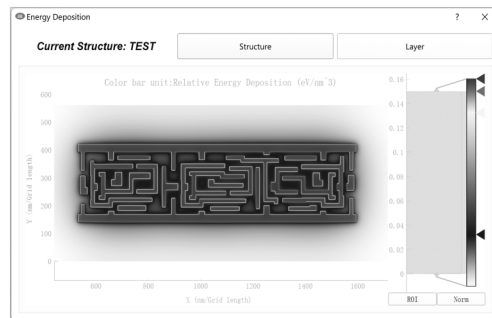 Energy Deposition
? ×
Current Structure: TEST
Structure
Layer
Color bar unit:Relative Energy Deposition (eV/nm^3)
600
500
400
300
200
100
0
Y (nm/Grid length)
600
800
1000
1200
1400
1600
X (nm/Grid length)
0.16
0.14
0.12
0.1
0.08
0.06
0.04
0.02
0
ROI
Norm